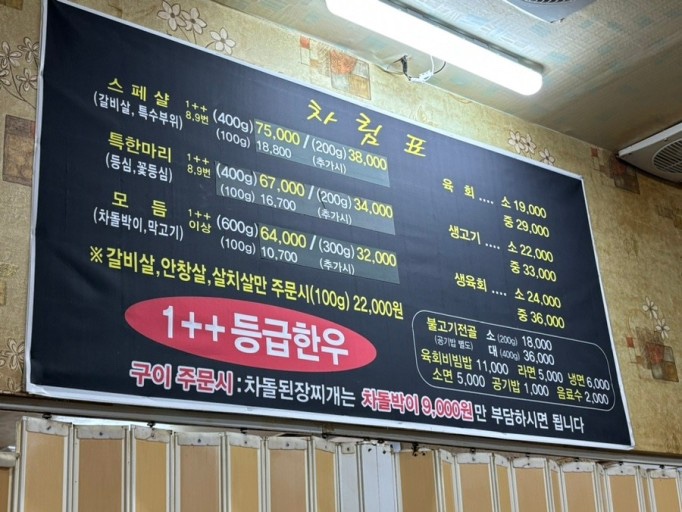 차림표
스페샬 1++ 8,9번 (400g) 75,000 / (200g) 38,000
(갈비살, 특수부위) (100g) 18,800 (추가시)
특한마리 1++ 8,9번 (400g) 67,000 / (200g) 34,000
(등심,꽃등심) (100g) 16,700 (추가시)
모듬 1++ 이상 (600g) 64,000 / (300g) 32,000
(차돌박이,막고기) (100g) 10,700 (추가시)
※갈비살,안창살,살치살만 주문시(100g) 22,000원
육회 .... 소 19,000
중 29,000
생고기 .... 소 22,000
중 33,000
생육회 .... 소 24,000
중 36,000
불고기전골 소 (200g) 18,000
(공기밥 별도) 대 (400g) 36,000
육회비빔밥 11,000 라면 5,000 냉면 6,000
소면 5,000 공기밥 1,000 음료수 2,000
1++등급한우
구이 주문시 : 차돌된장찌개는 차돌박이 9,000원만 부담하시면 됩니다